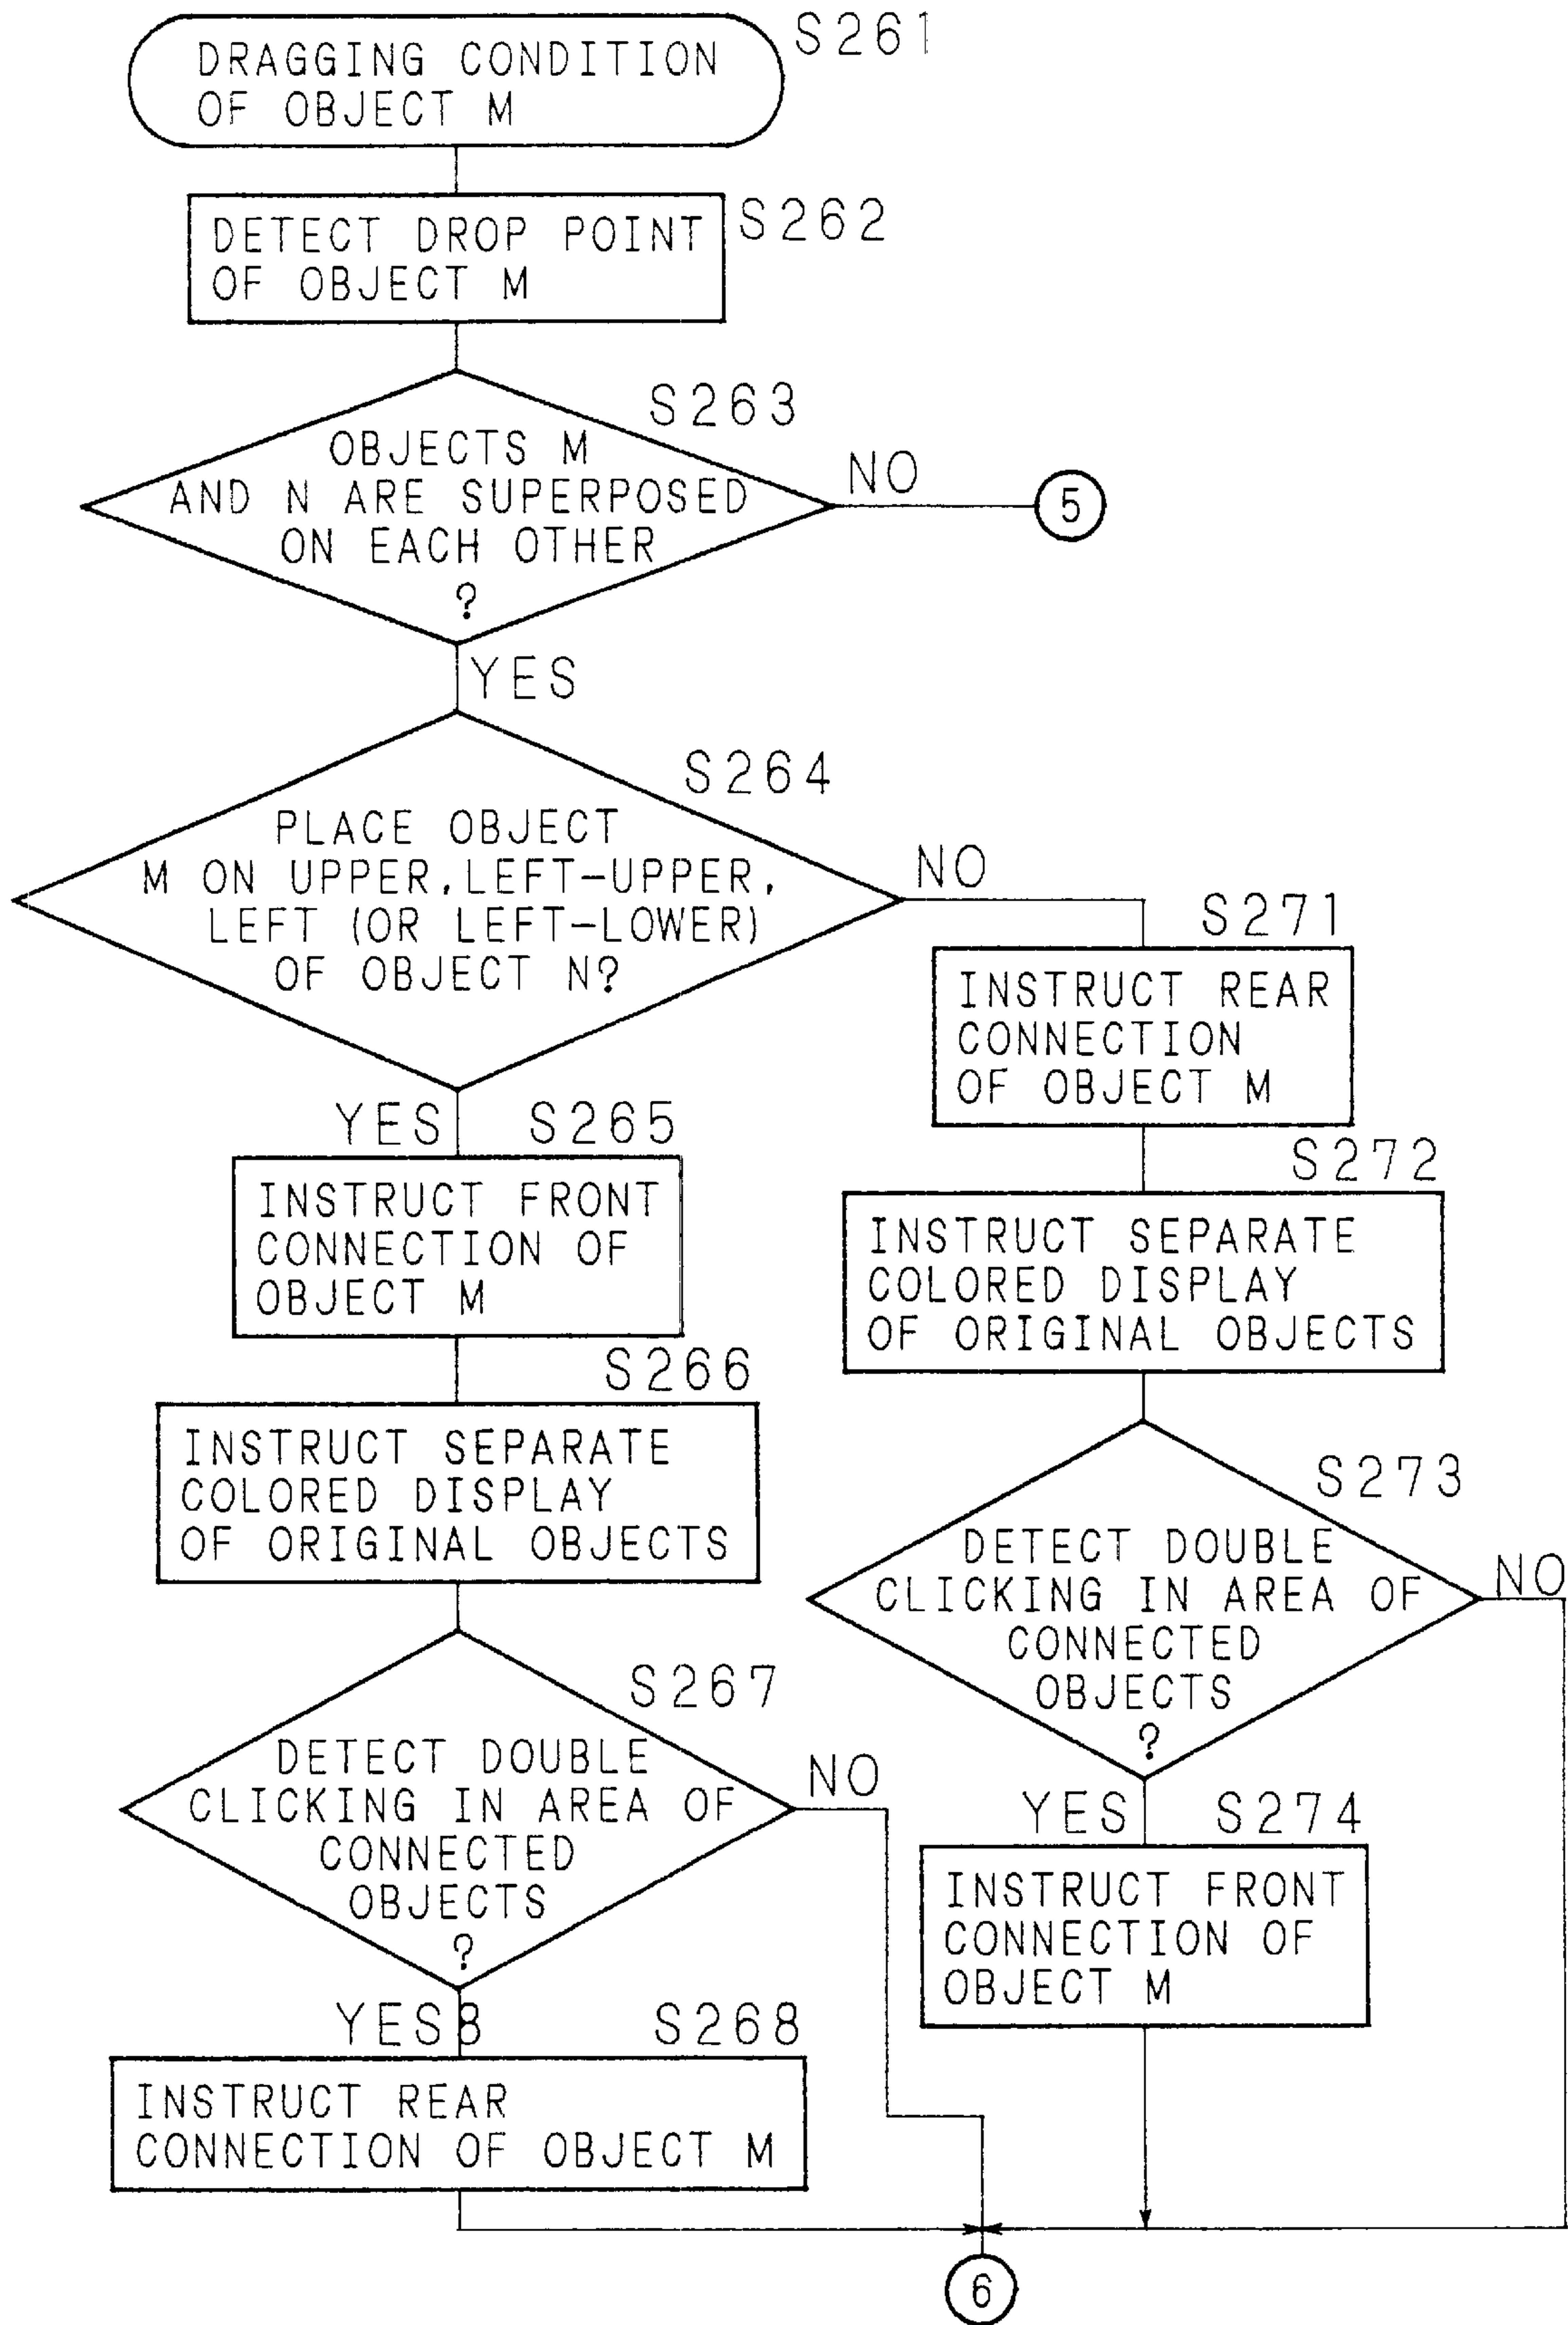 S261
DRAGGING CONDITION
OF OBJECT M
S262
DETECT DROP POINT
OF OBJECT M
S263
OBJECTS M
AND N ARE SUPERPOSED
ON EACH OTHER
?
NO
5
YES
S264
PLACE OBJECT
M ON UPPER,LEFT-UPPER,
LEFT (OR LEFT-LOWER)
OF OBJECT N?
NO
YES
S265
INSTRUCT FRONT
CONNECTION OF
OBJECT M
S266
INSTRUCT SEPARATE
COLORED DISPLAY
OF ORIGINAL OBJECTS
S267
DETECT DOUBLE
CLICKING IN AREA OF
CONNECTED
OBJECTS
?
NO
YES8
S268
INSTRUCT REAR
CONNECTION OF OBJECT M
S271
INSTRUCT REAR
CONNECTION
OF OBJECT M
S272
INSTRUCT SEPARATE
COLORED DISPLAY
OF ORIGINAL OBJECTS
S273
DETECT DOUBLE
CLICKING IN AREA OF
CONNECTED
OBJECTS
?
NO
YES
S274
INSTRUCT FRONT
CONNECTION OF
OBJECT M
6